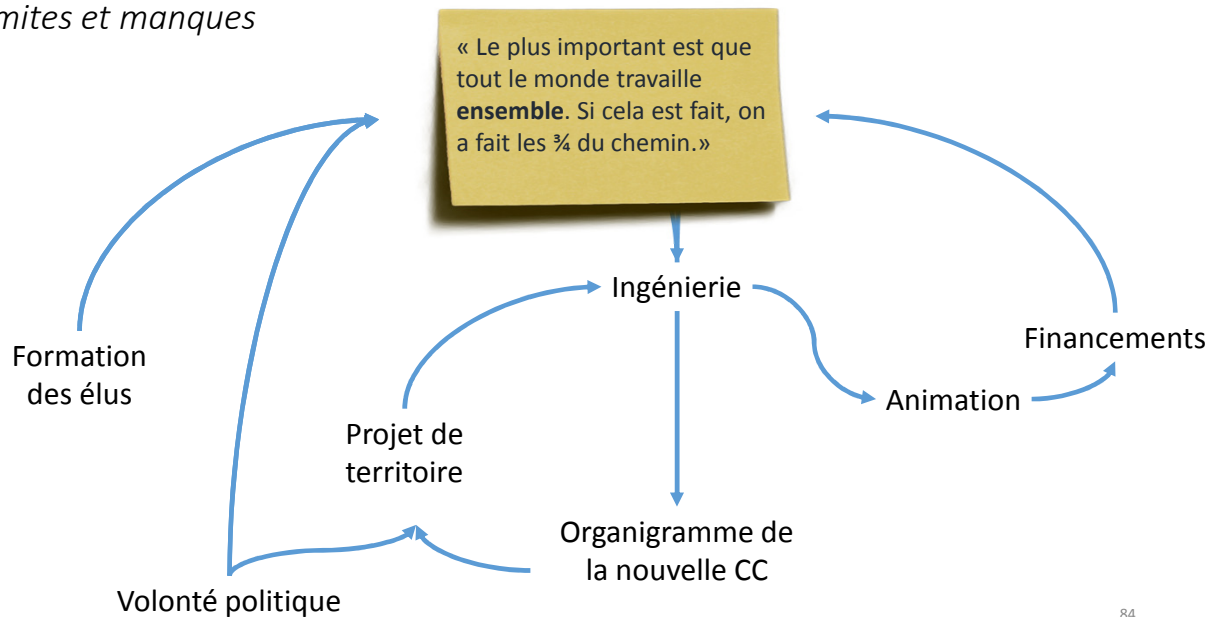 mites et manques
« Le plus important est que
tout le monde travaille
ensemble. Si cela est fait, on
a fait les ¾ du chemin.»
Ingénierie
Financements
Formation
des élus
Animation
Projet de
territoire
Organigramme de
la nouvelle CC
Volonté politique
84